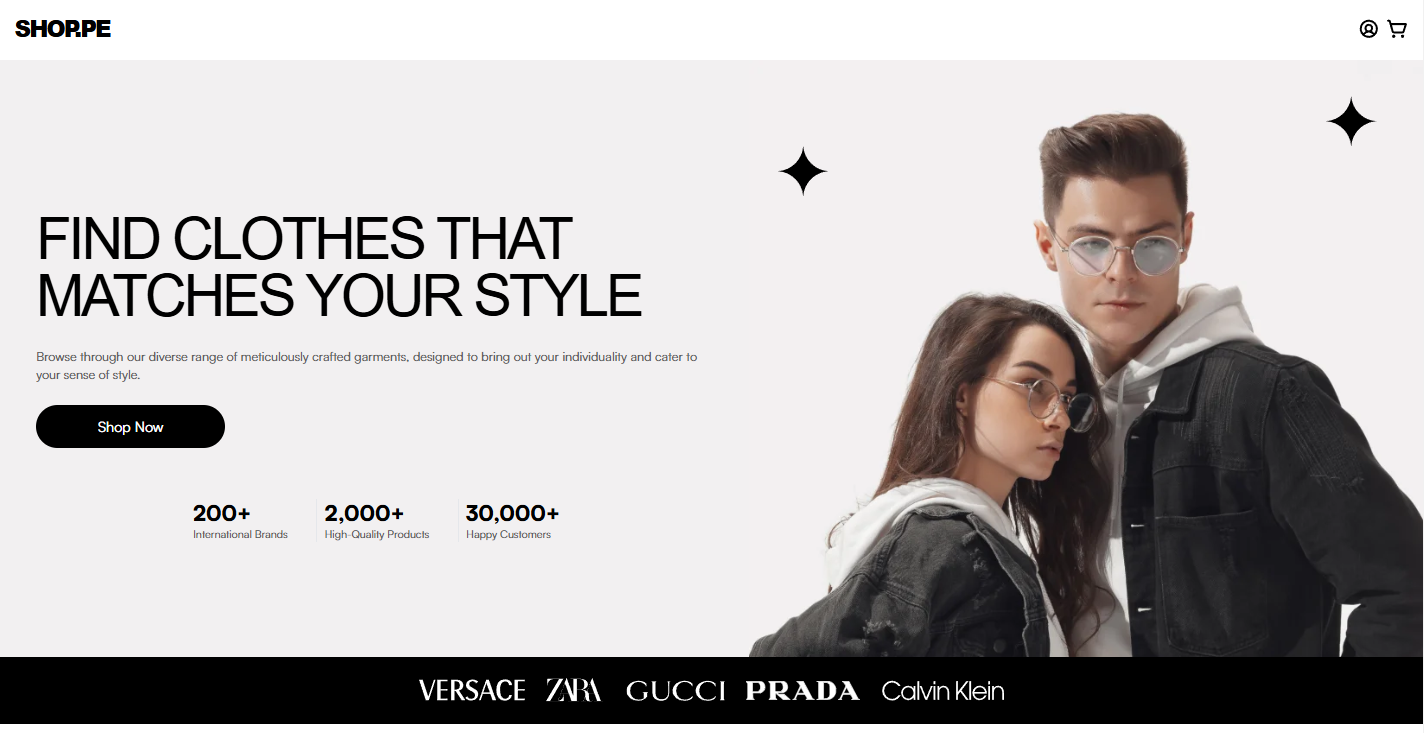 SHOP.PE
FIND CLOTHES THAT
MATCHES YOUR STYLE
Browse through our diverse range of meticulously crafted garments, designed to bring out your individuality and cater to
your sense of style.
Shop Now
200+ 2,000+ 30,000+
International Brands High-Quality Products Happy Customers
VERSACE ZARA GUCCI PRADA Calvin Klein